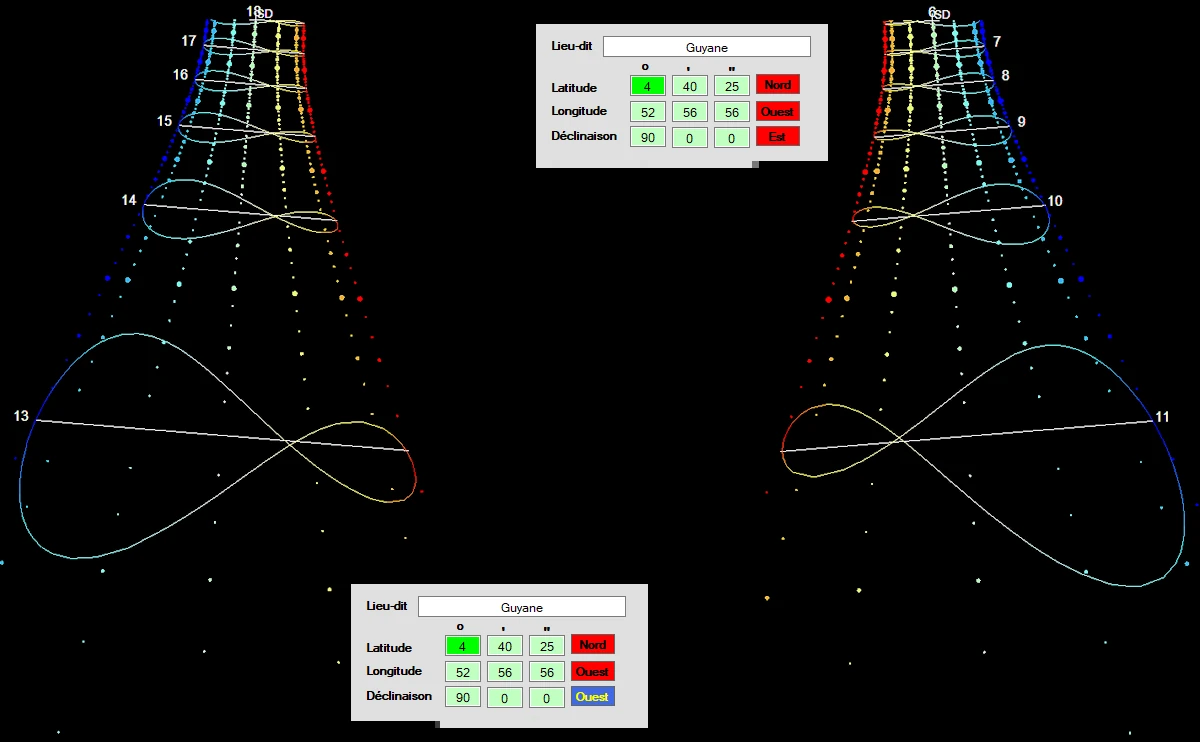 18
SD
17
16
15
14
13
6
SD
7
8
9
10
11
Lieu-dit Guyane
o ' "
Latitude 4 40 25 Nord
Longitude 52 56 56 Ouest
Déclinaison 90 0 0 Est
Lieu-dit Guyane
o ' "
Latitude 4 40 25 Nord
Longitude 52 56 56 Ouest
Déclinaison 90 0 0 Ouest